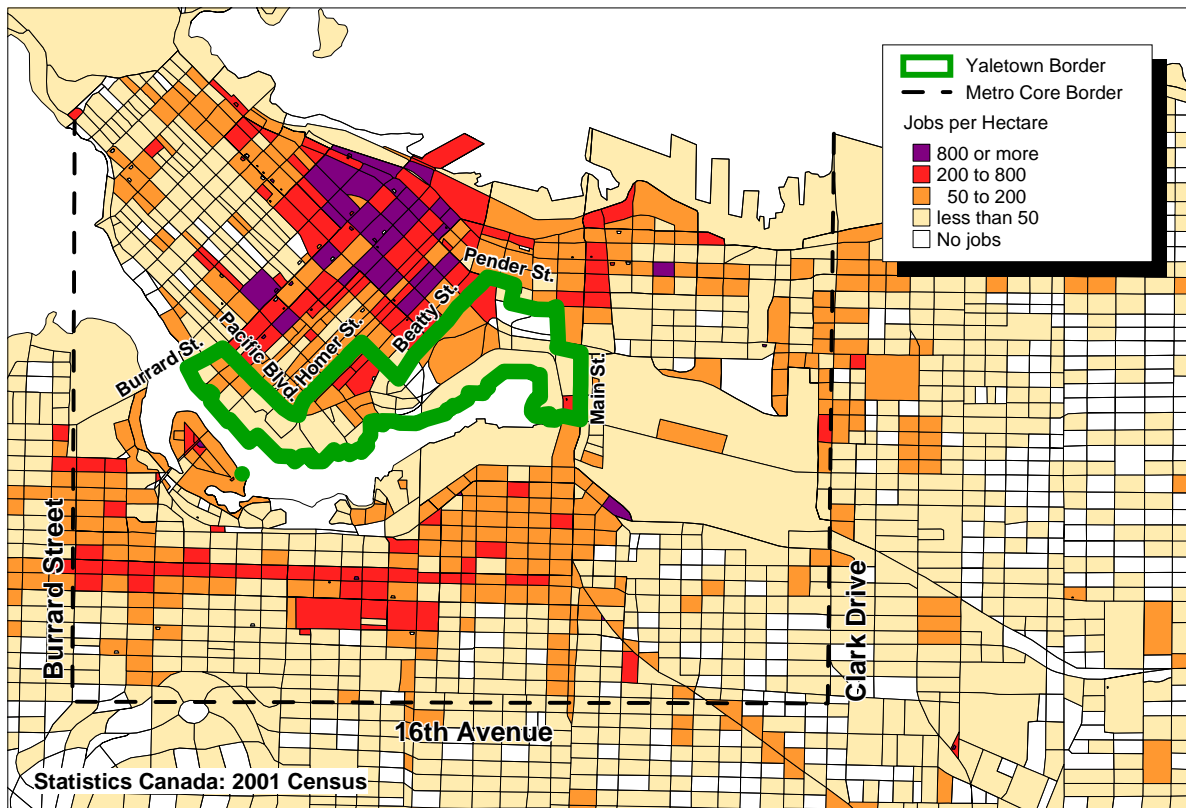 Yaletown Border
Metro Core Border
Jobs per Hectare
800 or more
200 to 800
50 to 200
less than 50
No jobs
Pender St.
Beatty St.
Homer St.
Pacific Blvd.
Burrard St.
Main St.
Burrard Street
Clark Drive
16th Avenue
Statistics Canada: 2001 Census